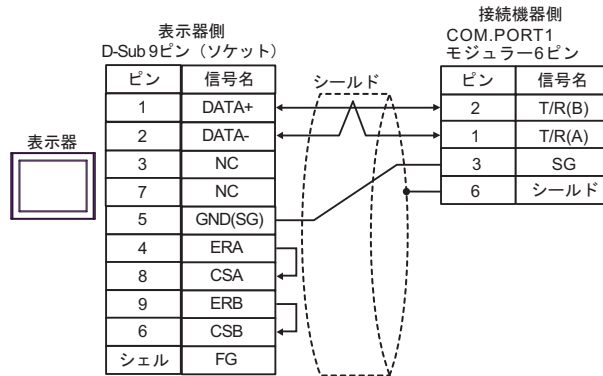 表示器側
D-Sub 9ピン（ソケット）
ピン 信号名
1 DATA+
2 DATA-
3 NC
7 NC
5 GND(SG)
4 ERA
8 CSA
9 ERB
6 CSB
シェル FG
表示器
シールド
接続機器側
COM.PORT1
モジュラー6ピン
ピン 信号名
2 T/R(B)
1 T/R(A)
3 SG
6 シールド